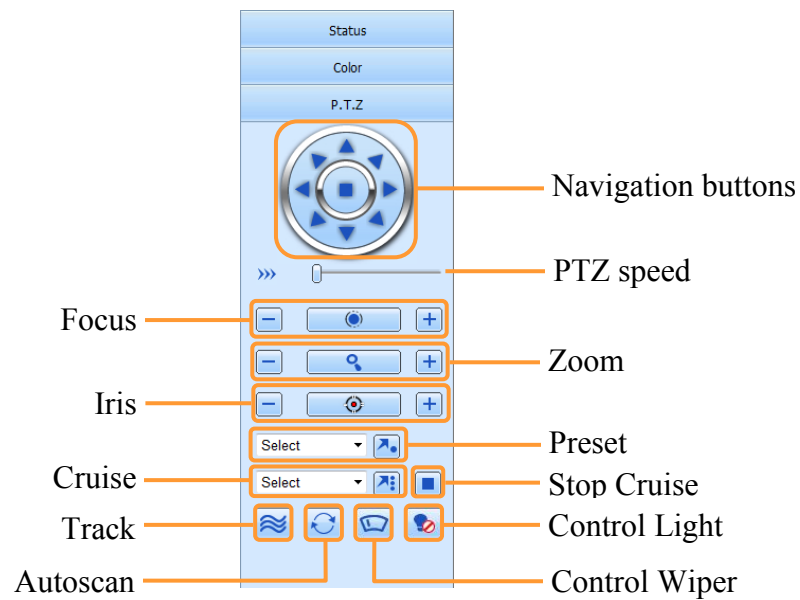 Status
Color
P.T.Z
Navigation buttons
PTZ speed
Focus
Zoom
Iris
Select
Preset
Cruise
Select
Stop Cruise
Track
Control Light
Autoscan
Control Wiper